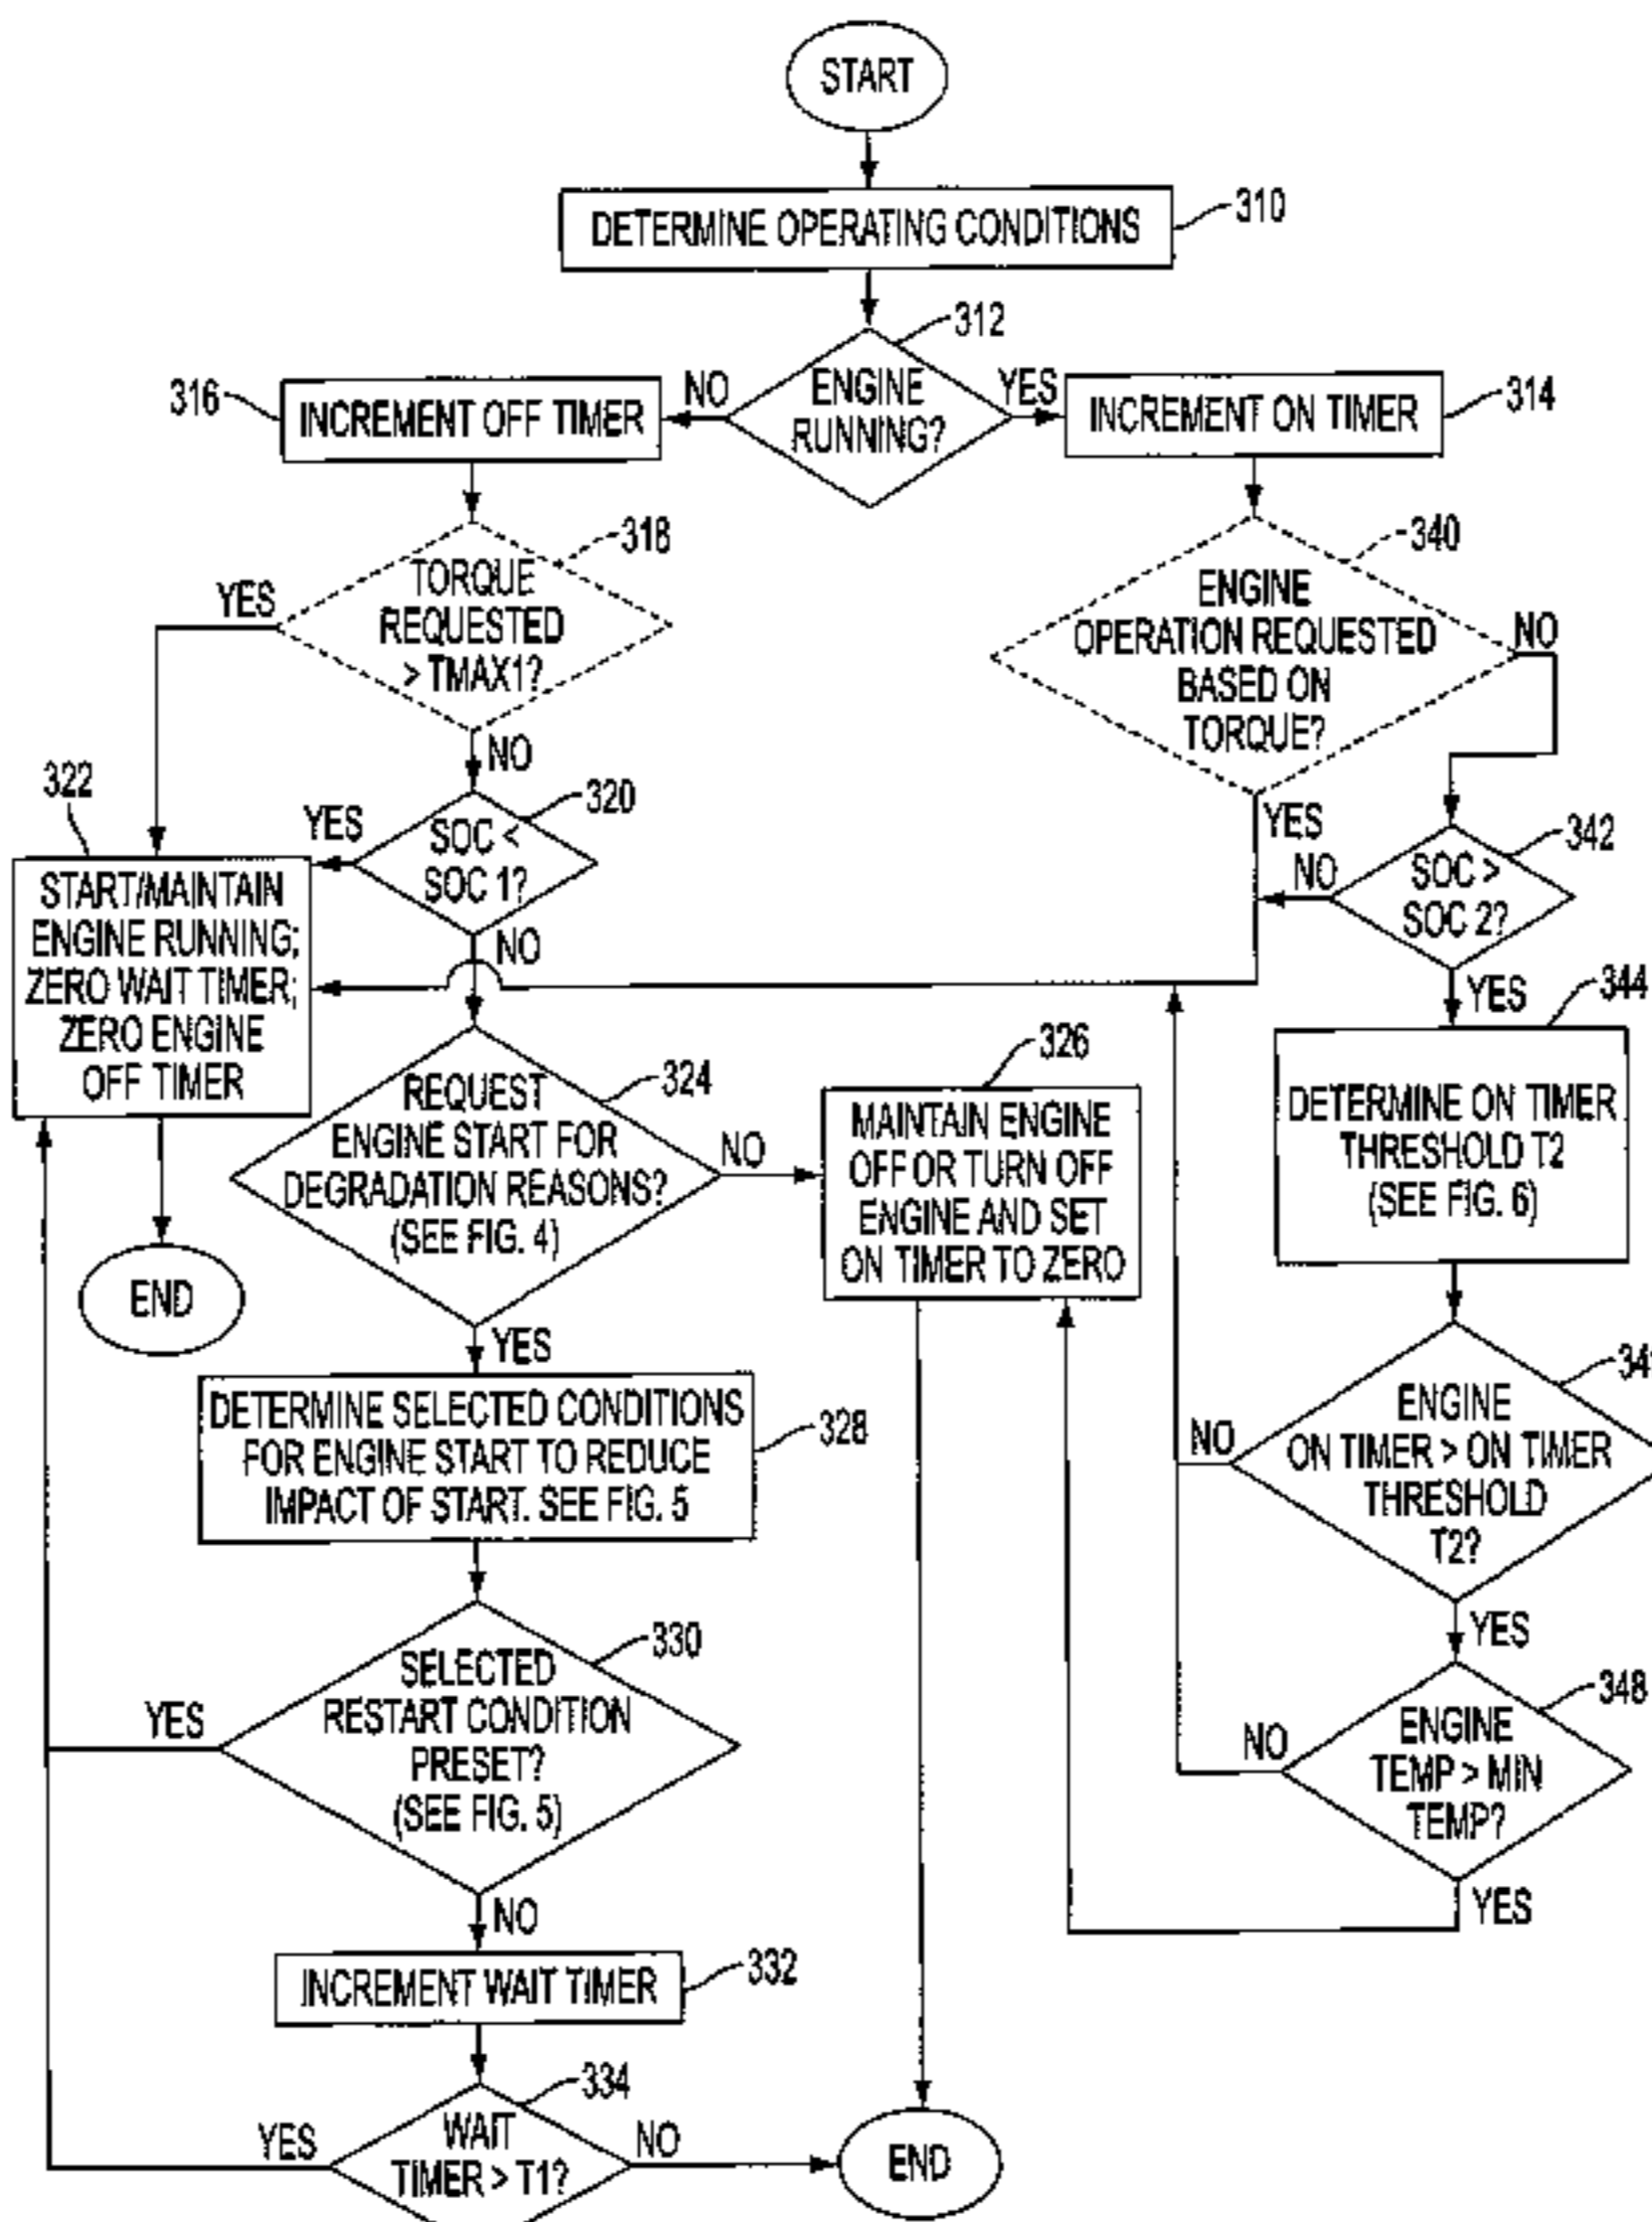 START
DETERMINE OPERATING CONDITIONS
310
312
ENGINE
RUNNING?
NO
YES
316
INCREMENT OFF TIMER
INCREMENT ON TIMER
314
318
TORQUE
REQUESTED
> TMAX1?
YES
NO
340
ENGINE
OPERATION REQUESTED
BASED ON
TORQUE?
NO
YES
322
START/MAINTAIN
ENGINE RUNNING;
ZERO WAIT TIMER;
ZERO ENGINE
OFF TIMER
320
SOC <
SOC 1?
YES
NO
342
SOC >
SOC 2?
NO
YES
344
DETERMINE ON TIMER
THRESHOLD T2
(SEE FIG. 6)
324
REQUEST
ENGINE START FOR
DEGRADATION REASONS?
(SEE FIG. 4)
NO
YES
326
MAINTAIN ENGINE
OFF OR TURN OFF
ENGINE AND SET
ON TIMER TO ZERO
END
328
DETERMINE SELECTED CONDITIONS
FOR ENGINE START TO REDUCE
IMPACT OF START. SEE FIG. 5
ENGINE
ON TIMER > ON TIMER
THRESHOLD
T2?
NO
YES
330
SELECTED
RESTART CONDITION
PRESET?
(SEE FIG. 5)
YES
NO
348
ENGINE
TEMP > MIN
TEMP?
NO
YES
INCREMENT WAIT TIMER
332
334
WAIT
TIMER > T1?
YES
NO
END